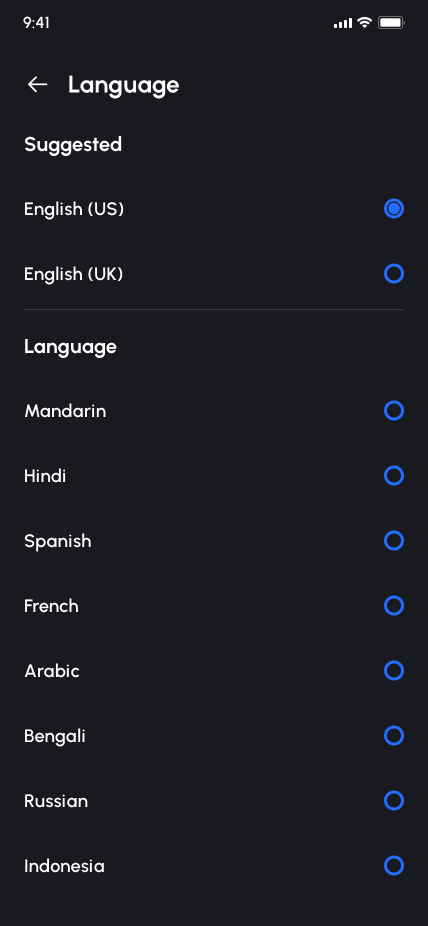 9:41
Language
Suggested
English (US)
English (UK)
Language
Mandarin
Hindi
Spanish
French
Arabic
Bengali
Russian
Indonesia